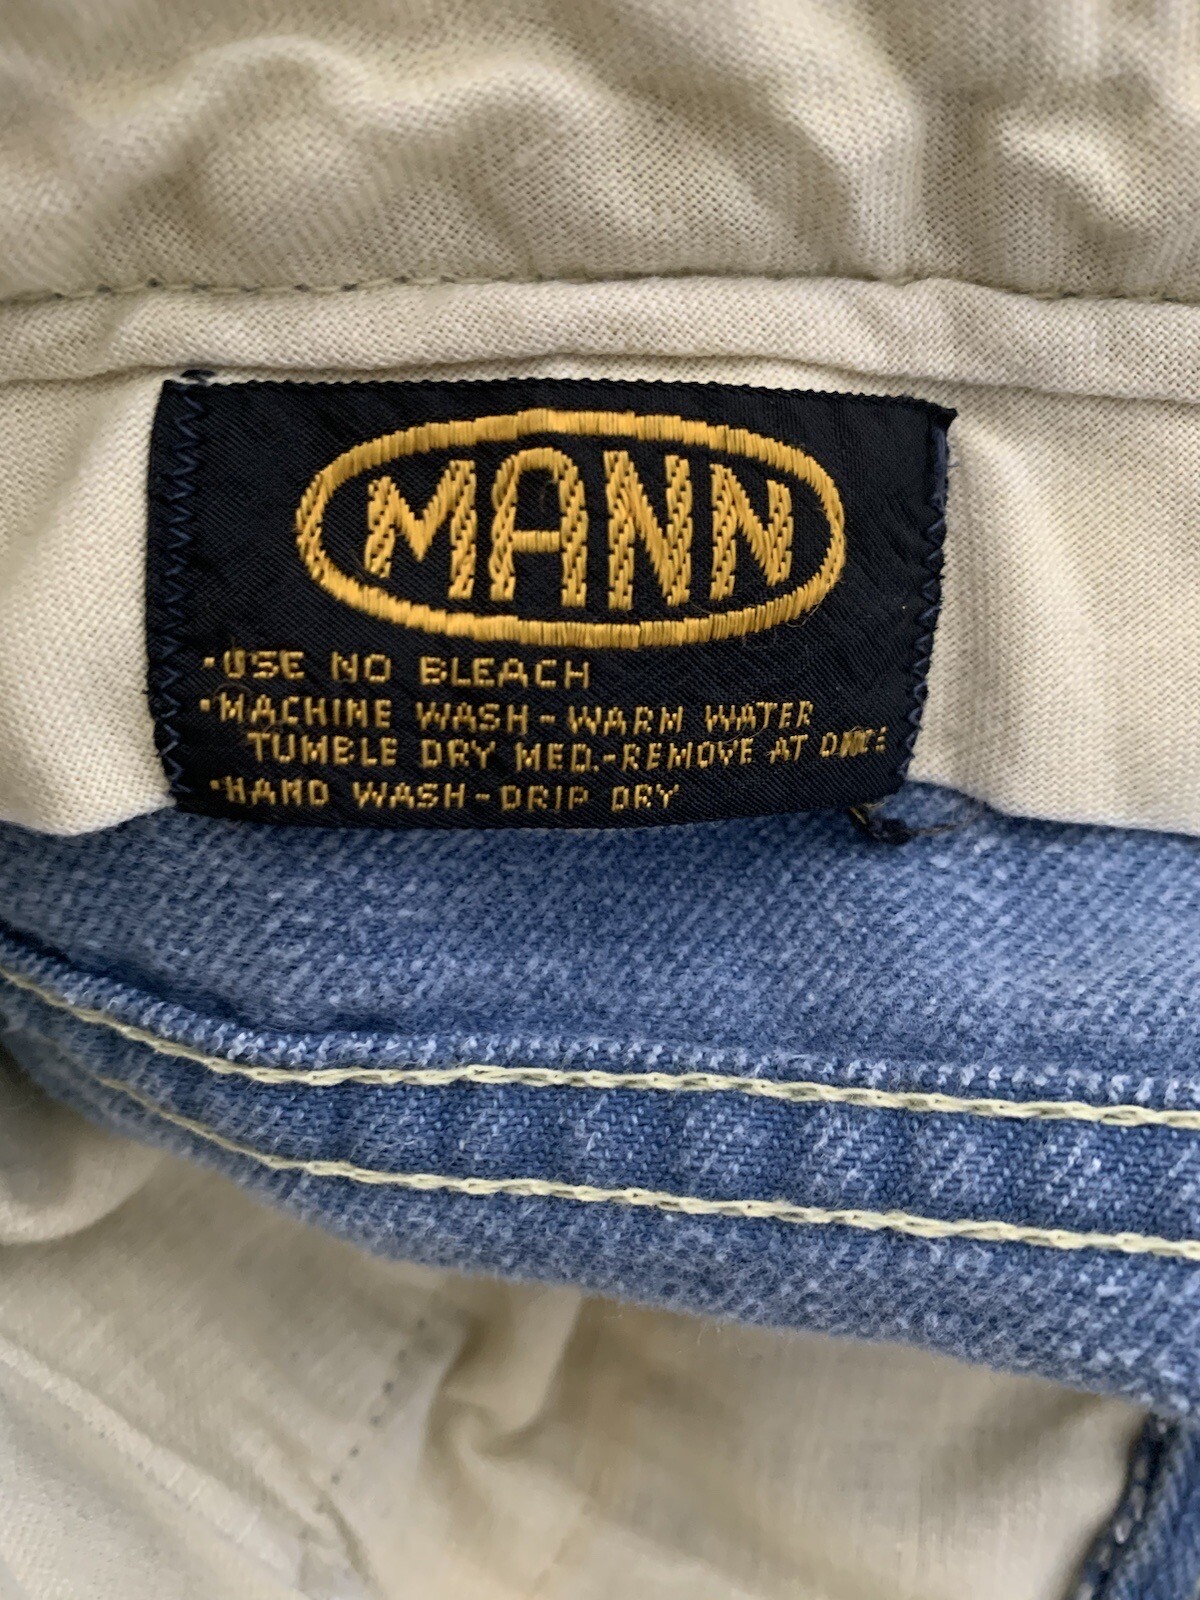 MANN
•USE NO BLEACH
•MACHINE WASH-WARM WATER
TUMBLE DRY MED.-REMOVE AT ONCE
•HAND WASH-DRIP DRY